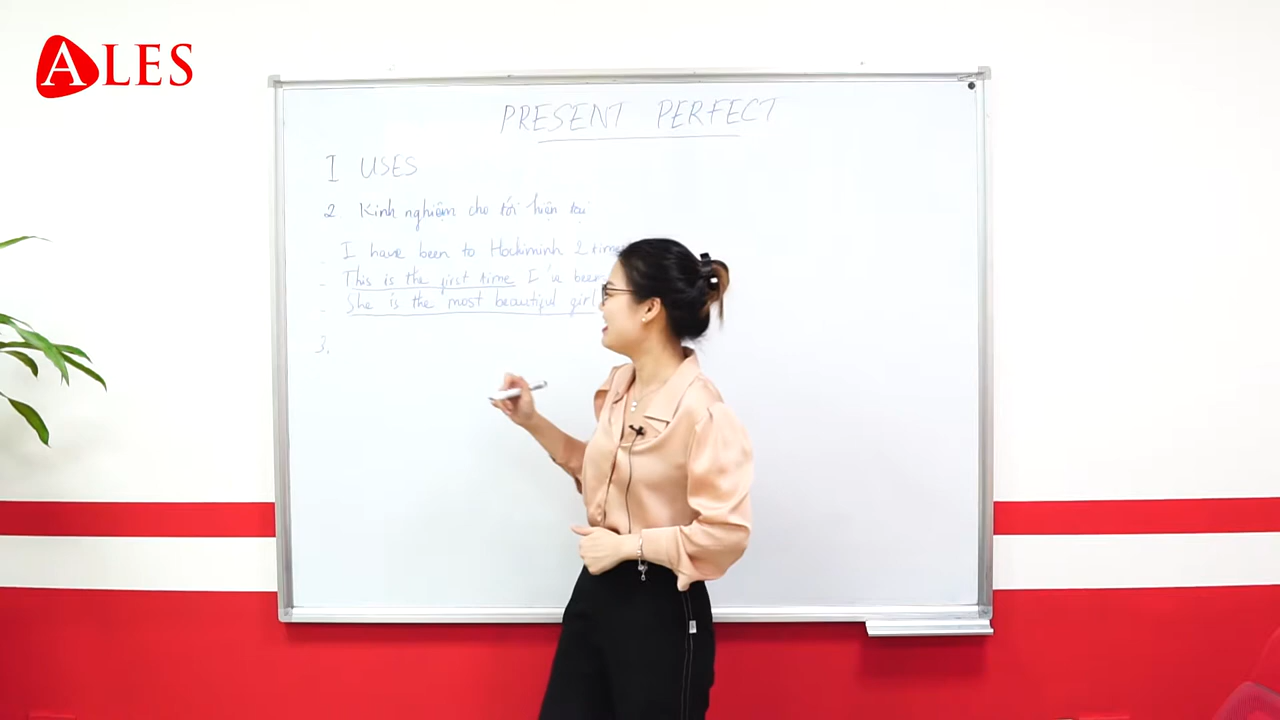 ALES
PRESENT PERFECT
I USES
2. Kinh nghiệm cho tới hiện tại
- I have been to Hochiminh 2 times
- This is the first time I've been
- She is the most beautiful girl
3.